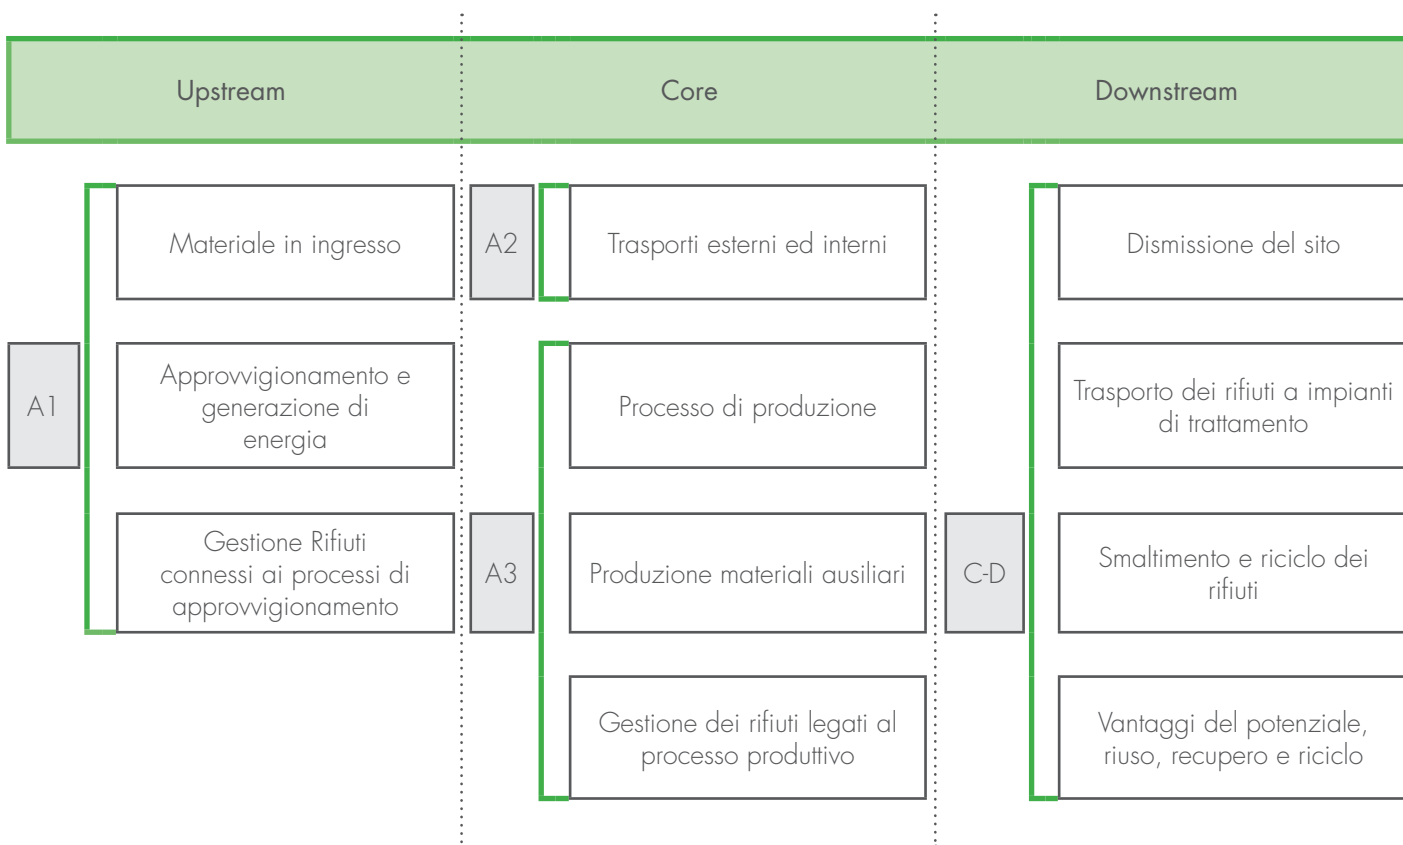 Upstream
Core
Downstream
A1
Materiale in ingresso
Approvvigionamento e
generazione di
energia
Gestione Rifiuti
connessi ai processi di
approvvigionamento
A2
Trasporti esterni ed interni
A3
Processo di produzione
Produzione materiali ausiliari
Gestione dei rifiuti legati al
processo produttivo
C-D
Dismissione del sito
Trasporto dei rifiuti a impianti
di trattamento
Smaltimento e riciclo dei
rifiuti
Vantaggi del potenziale,
riuso, recupero e riciclo